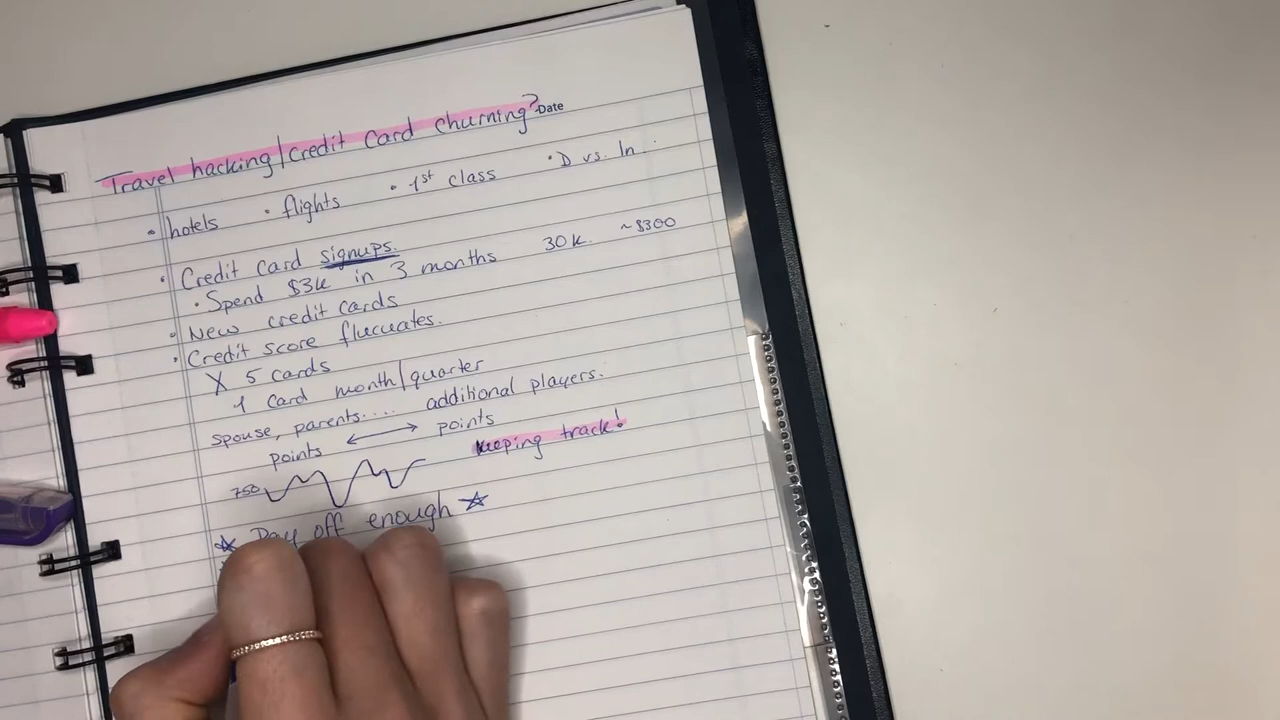 Travel hacking/Credit Card churning?
Date
• hotels • flights • 1st class • D vs. In.
• Credit card signups.
• Spend $3k in 3 months 30k. ~$300
• New credit cards
• Credit score flucuates.
X 5 cards
1 card month/quarter
spouse, parents.... additional players.
points ⟷ points
keeping track!
750
☆ Pay off enough ☆